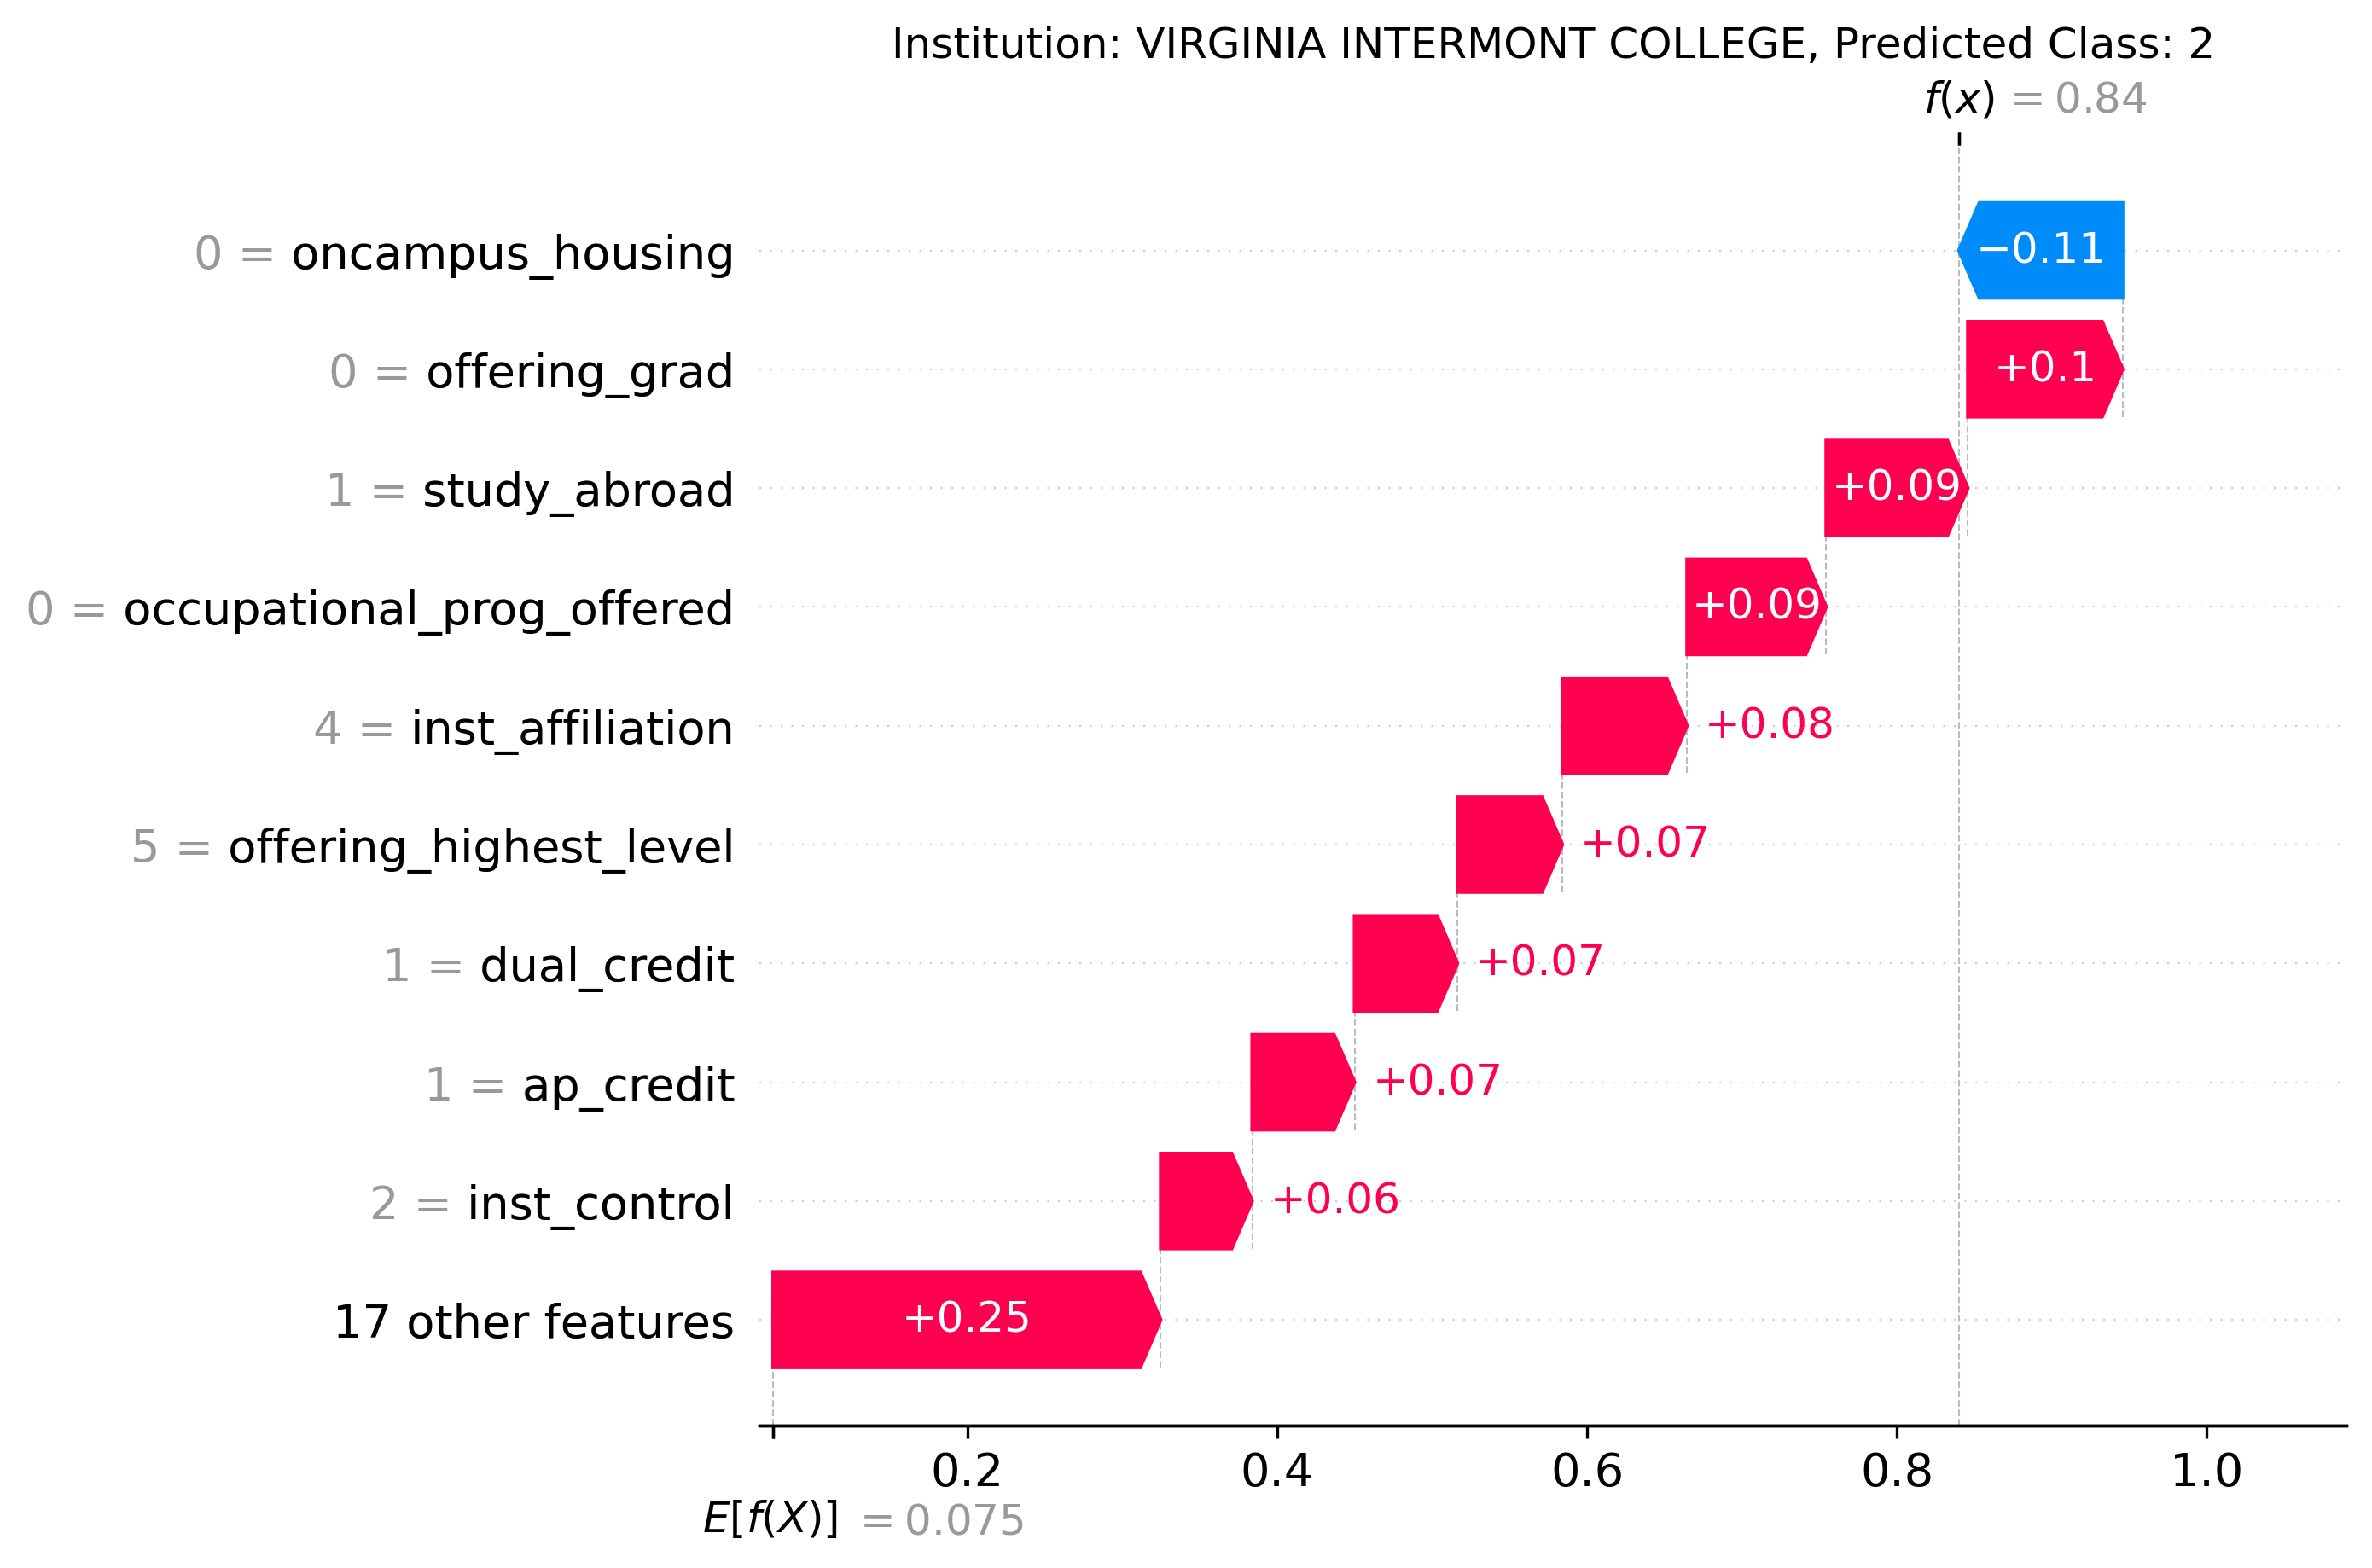 Institution: VIRGINIA INTERMONT COLLEGE, Predicted Class: 2
f(x) = 0.84
0 = oncampus_housing −0.11
0 = offering_grad +0.1
1 = study_abroad +0.09
0 = occupational_prog_offered +0.09
4 = inst_affiliation +0.08
5 = offering_highest_level +0.07
1 = dual_credit +0.07
1 = ap_credit +0.07
2 = inst_control +0.06
17 other features +0.25
0.2 0.4 0.6 0.8 1.0
E[f(X)] = 0.075